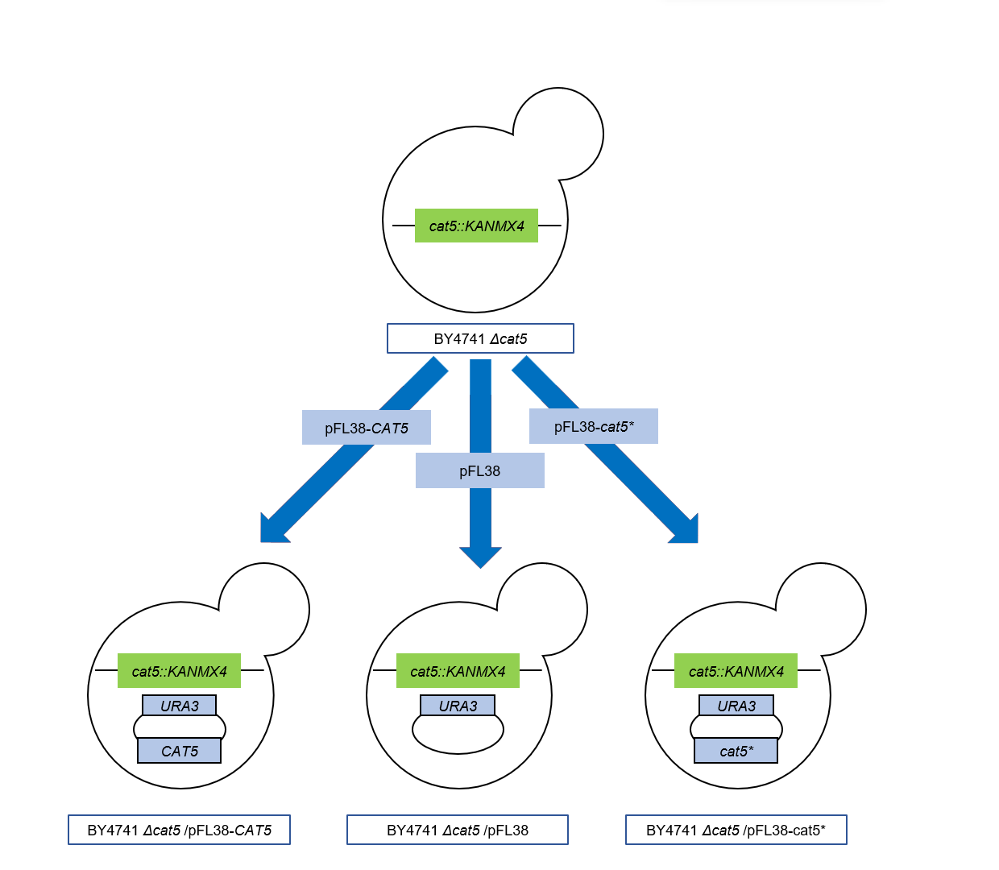 cat5::KANMX4
BY4741 Δcat5
pFL38-CAT5
pFL38-cat5*
pFL38
cat5::KANMX4
cat5::KANMX4
cat5::KANMX4
URA3
URA3
URA3
CAT5
cat5*
BY4741 Δcat5 /pFL38-CAT5
BY4741 Δcat5 /pFL38
BY4741 Δcat5 /pFL38-cat5*